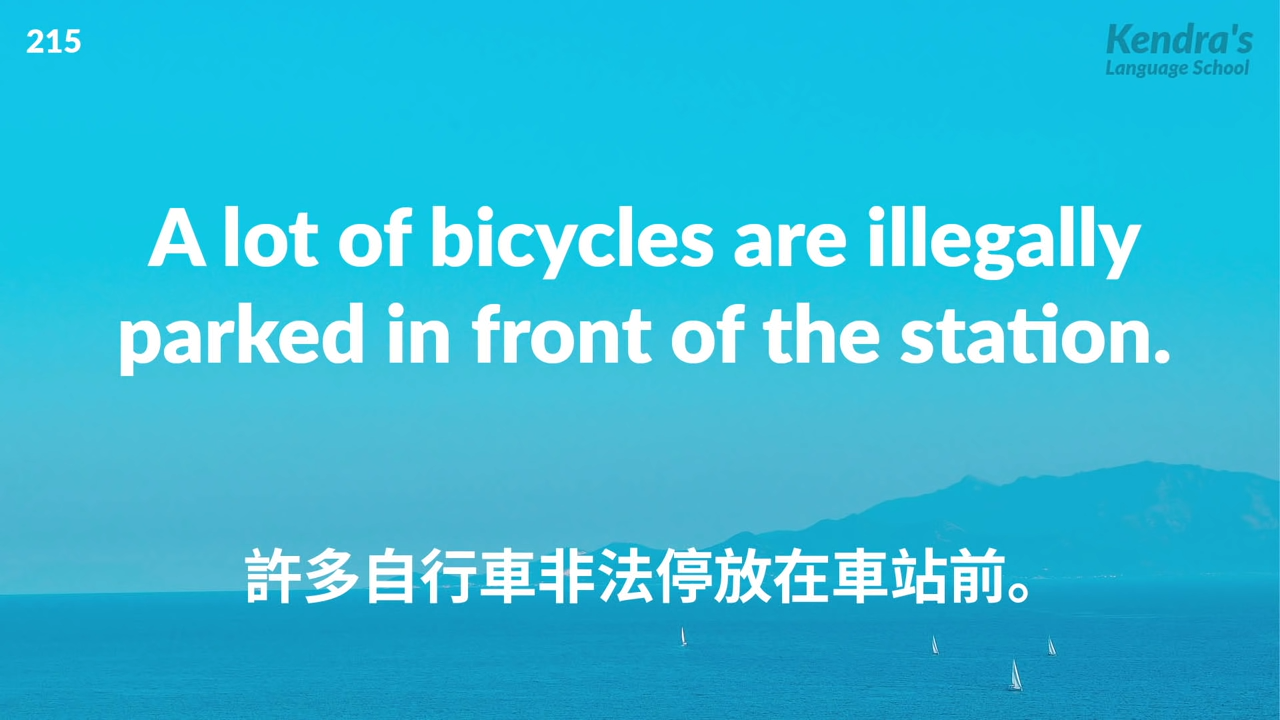 215
Kendra's
Language School
A lot of bicycles are illegally
parked in front of the station.
許多自行車非法停放在車站前。